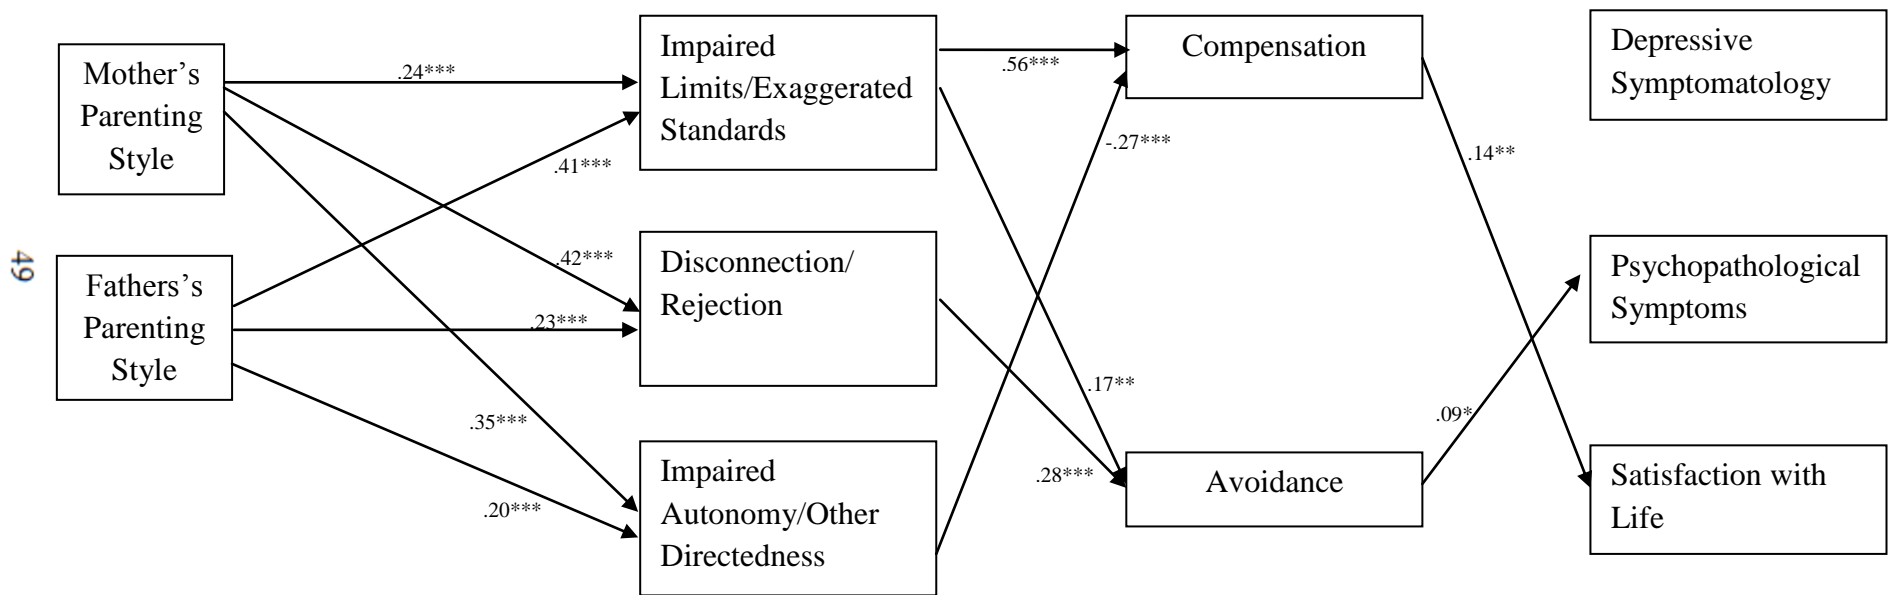 Mother’s
Parenting
Style
Fathers’s
Parenting
Style
49
.24***
.41***
.42***
.23***
.35***
.20***
Impaired
Limits/Exaggerated
Standards
Disconnection/
Rejection
Impaired
Autonomy/Other
Directedness
.56***
-.27***
.17**
.28***
Compensation
Avoidance
.14**
.09*
Depressive
Symptomatology
Psychopathological
Symptoms
Satisfaction with
Life